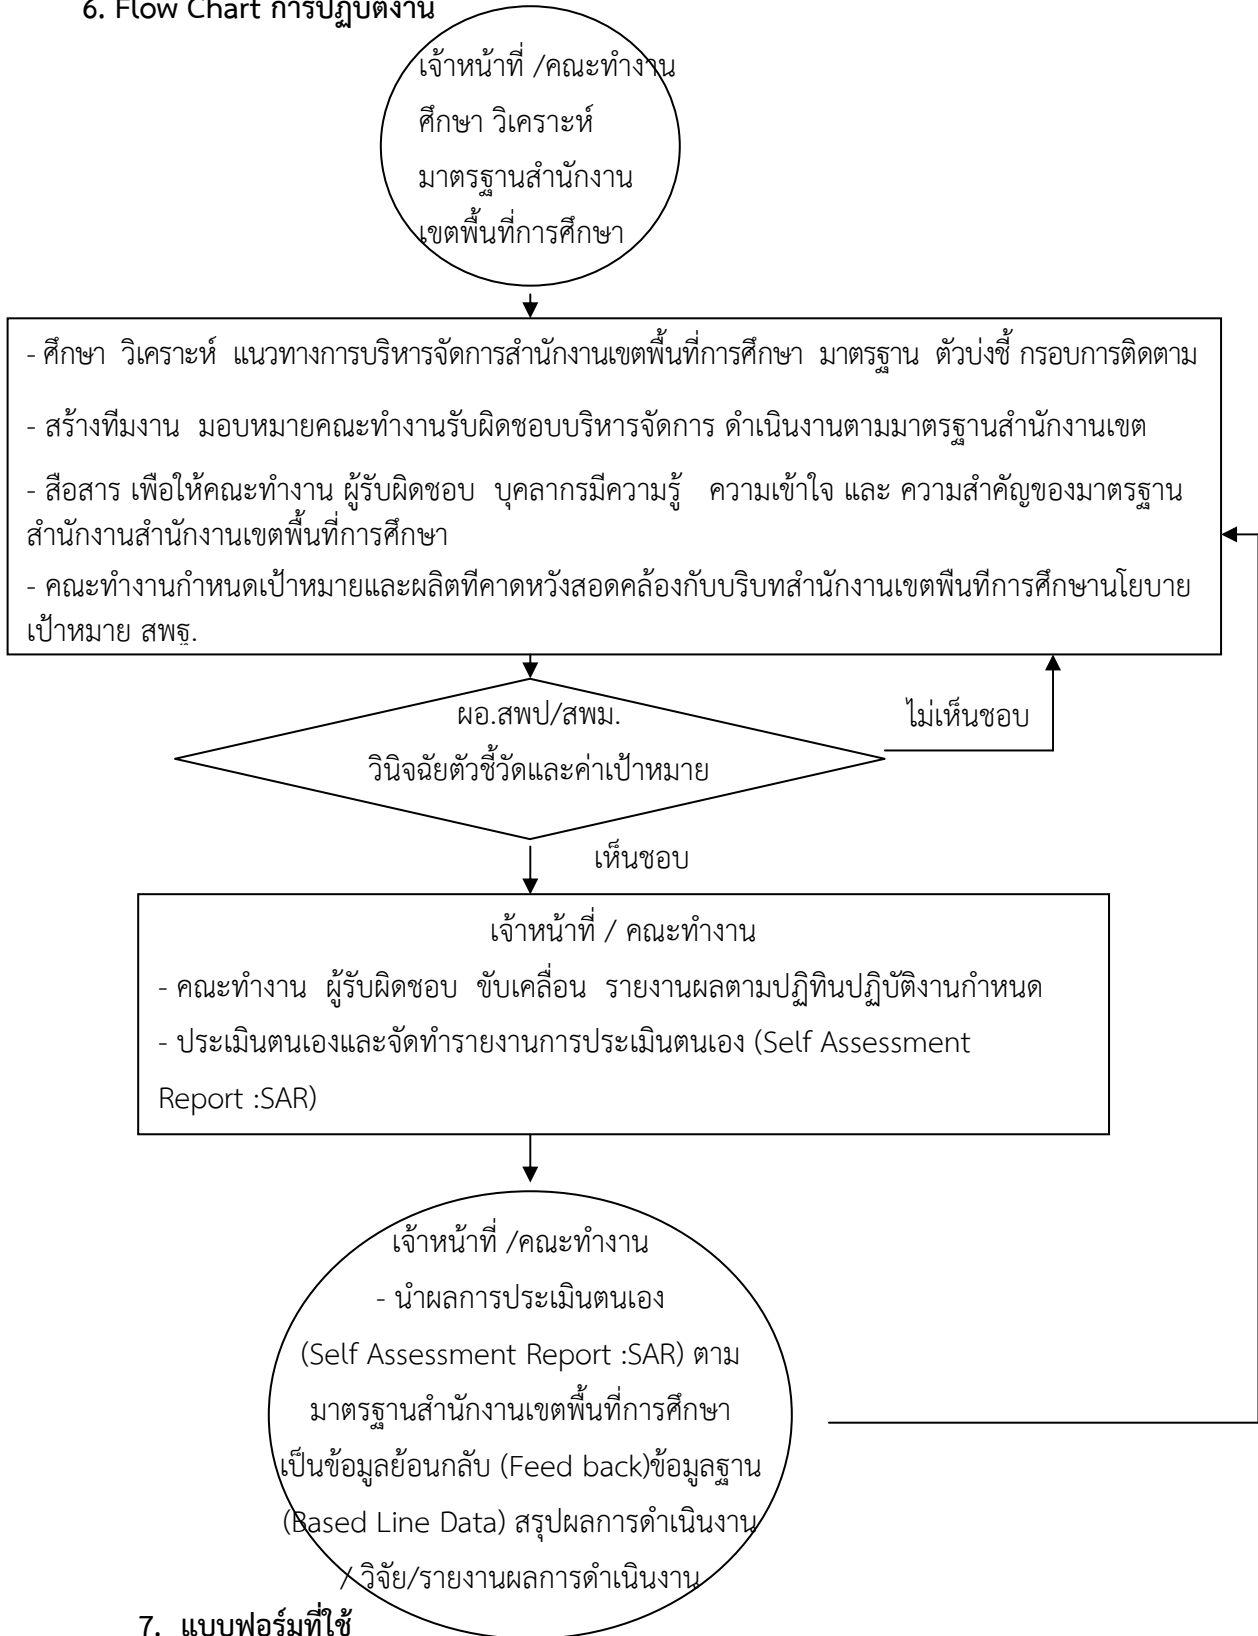 6. Flow Chart การปฏิบัติงาน
เจ้าหน้าที่ /คณะทำงาน
ศึกษา วิเคราะห์
มาตรฐานสำนักงาน
เขตพื้นที่การศึกษา
- ศึกษา วิเคราะห์ แนวทางการบริหารจัดการสำนักงานเขตพื้นที่การศึกษา มาตรฐาน ตัวบ่งชี้ กรอบการติดตาม
- สร้างทีมงาน มอบหมายคณะทำงานรับผิดชอบบริหารจัดการ ดำเนินงานตามมาตรฐานสำนักงานเขต
- สื่อสาร เพื่อให้คณะทำงาน ผู้รับผิดชอบ บุคลากรมีความรู้ ความเข้าใจ และ ความสำคัญของมาตรฐาน
สำนักงานสำนักงานเขตพื้นที่การศึกษา
- คณะทำงานกำหนดเป้าหมายและผลิตที่คาดหวังสอดคล้องกับบริบทสำนักงานเขตพื้นที่การศึกษานโยบาย
เป้าหมาย สพฐ.
ผอ.สพป/สพม.
วินิจฉัยตัวชี้วัดและค่าเป้าหมาย
ไม่เห็นชอบ
เห็นชอบ
เจ้าหน้าที่ / คณะทำงาน
- คณะทำงาน ผู้รับผิดชอบ ขับเคลื่อน รายงานผลตามปฏิทินปฏิบัติงานกำหนด
- ประเมินตนเองและจัดทำรายงานการประเมินตนเอง (Self Assessment
Report :SAR)
เจ้าหน้าที่ /คณะทำงาน
- นำผลการประเมินตนเอง
(Self Assessment Report :SAR) ตาม
มาตรฐานสำนักงานเขตพื้นที่การศึกษา
เป็นข้อมูลย้อนกลับ (Feed back)ข้อมูลฐาน
(Based Line Data) สรุปผลการดำเนินงาน
/ วิจัย/รายงานผลการดำเนินงาน
7. แบบฟอร์มที่ใช้